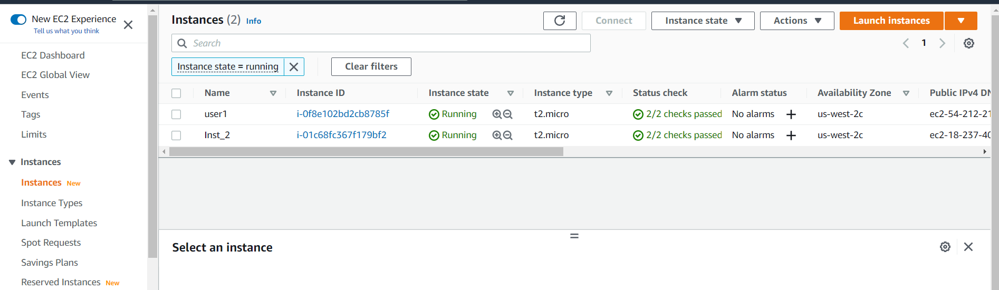 New EC2 Experience
Tell us what you think
EC2 Dashboard
EC2 Global View
Events
Tags
Limits
Instances
Instances New
Instance Types
Launch Templates
Spot Requests
Savings Plans
Reserved Instances New
Instances (2) Info
Connect Instance state Actions Launch instances
Search
1
Instance state = running Clear filters
Name Instance ID Instance state Instance type Status check Alarm status Availability Zone Public IPv4 DN
user1 i-0f8e102bd2cb8785f Running t2.micro 2/2 checks passed No alarms + us-west-2c ec2-54-212-21
Inst_2 i-01c68fc367f179bf2 Running t2.micro 2/2 checks passed No alarms + us-west-2c ec2-18-237-40
Select an instance